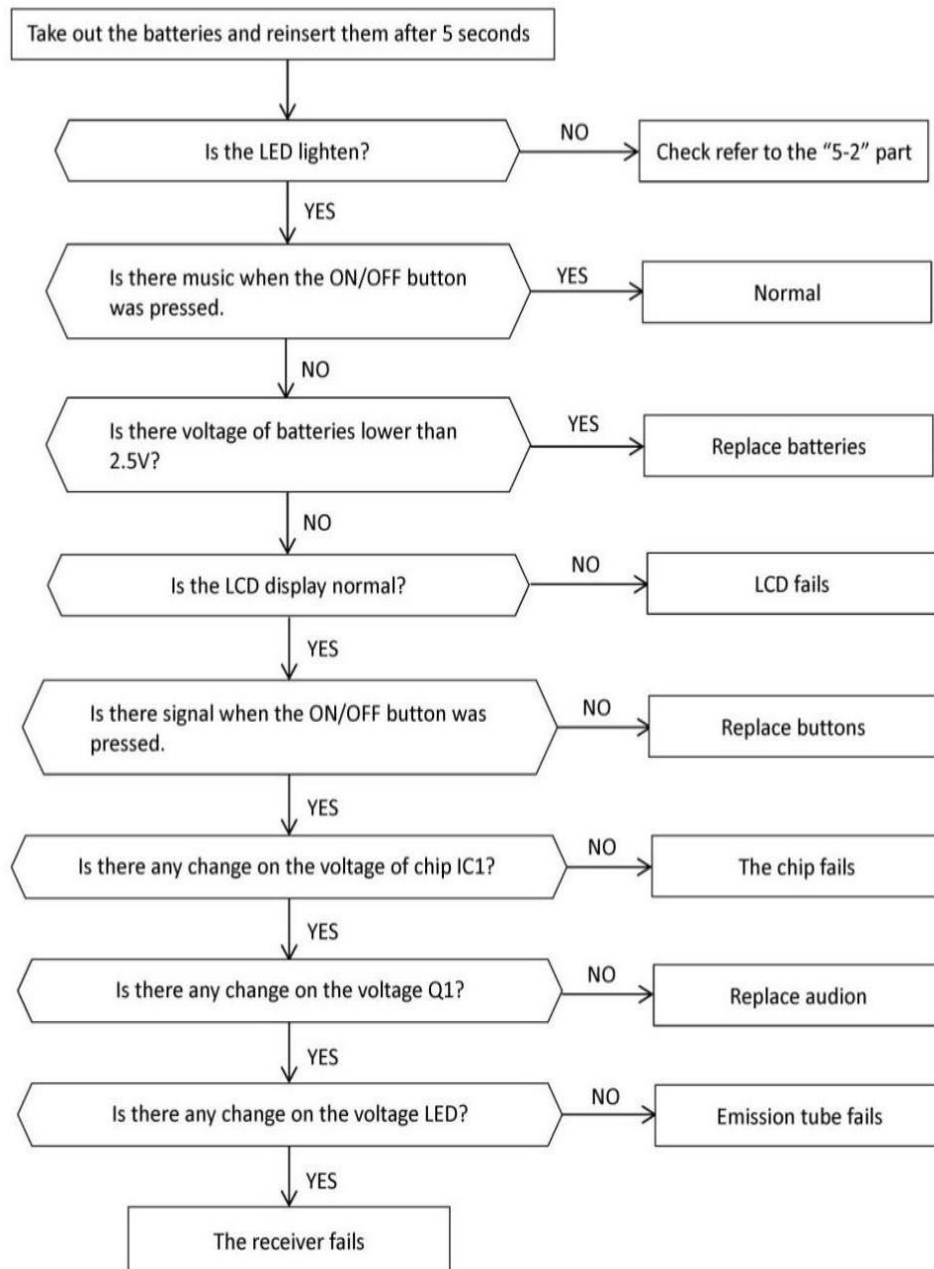 Take out the batteries and reinsert them after 5 seconds
Is the LED lighten?
NO
Check refer to the “5-2” part
YES
Is there music when the ON/OFF button
was pressed.
YES
Normal
NO
Is there voltage of batteries lower than
2.5V?
YES
Replace batteries
NO
Is the LCD display normal?
NO
LCD fails
YES
Is there signal when the ON/OFF button was
pressed.
NO
Replace buttons
YES
Is there any change on the voltage of chip IC1?
NO
The chip fails
YES
Is there any change on the voltage Q1?
NO
Replace audion
YES
Is there any change on the voltage LED?
NO
Emission tube fails
YES
The receiver fails